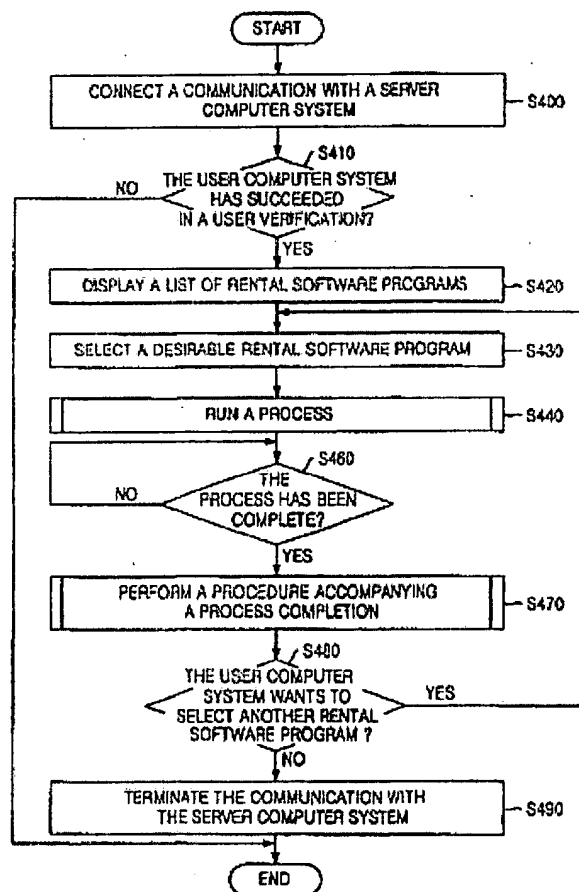 START
CONNECT A COMMUNICATION WITH A SERVER
COMPUTER SYSTEM
S400
S410
NO
THE USER COMPUTER SYSTEM
HAS SUCCEEDED
IN A USER VERIFICATION?
YES
DISPLAY A LIST OF RENTAL SOFTWARE PROGRAMS
S420
SELECT A DESIRABLE RENTAL SOFTWARE PROGRAM
S430
RUN A PROCESS
S440
S460
NO
THE
PROCESS HAS BEEN
COMPLETE?
YES
PERFORM A PROCEDURE ACCOMPANYING
A PROCESS COMPLETION
S470
S480
THE USER COMPUTER
SYSTEM WANTS TO
SELECT ANOTHER RENTAL
SOFTWARE PROGRAM ?
YES
NO
TERMINATE THE COMMUNICATION WITH
THE SERVER COMPUTER SYSTEM
S490
END